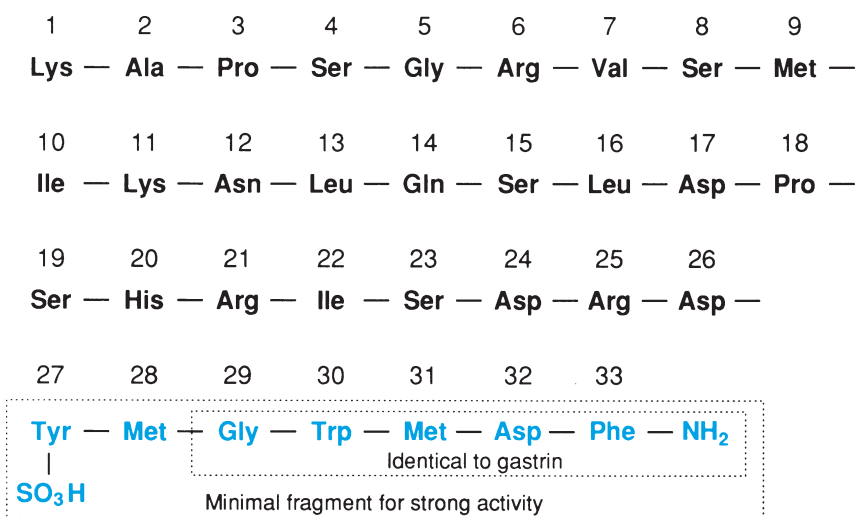 1 2 3 4 5 6 7 8 9
Lys — Ala — Pro — Ser — Gly — Arg — Val — Ser — Met —
10 11 12 13 14 15 16 17 18
Ile — Lys — Asn — Leu — Gln — Ser — Leu — Asp — Pro —
19 20 21 22 23 24 25 26
Ser — His — Arg — Ile — Ser — Asp — Arg — Asp —
27 28 29 30 31 32 33
Tyr — Met — Gly — Trp — Met — Asp — Phe — NH₂
Identical to gastrin
SO₃H
Minimal fragment for strong activity